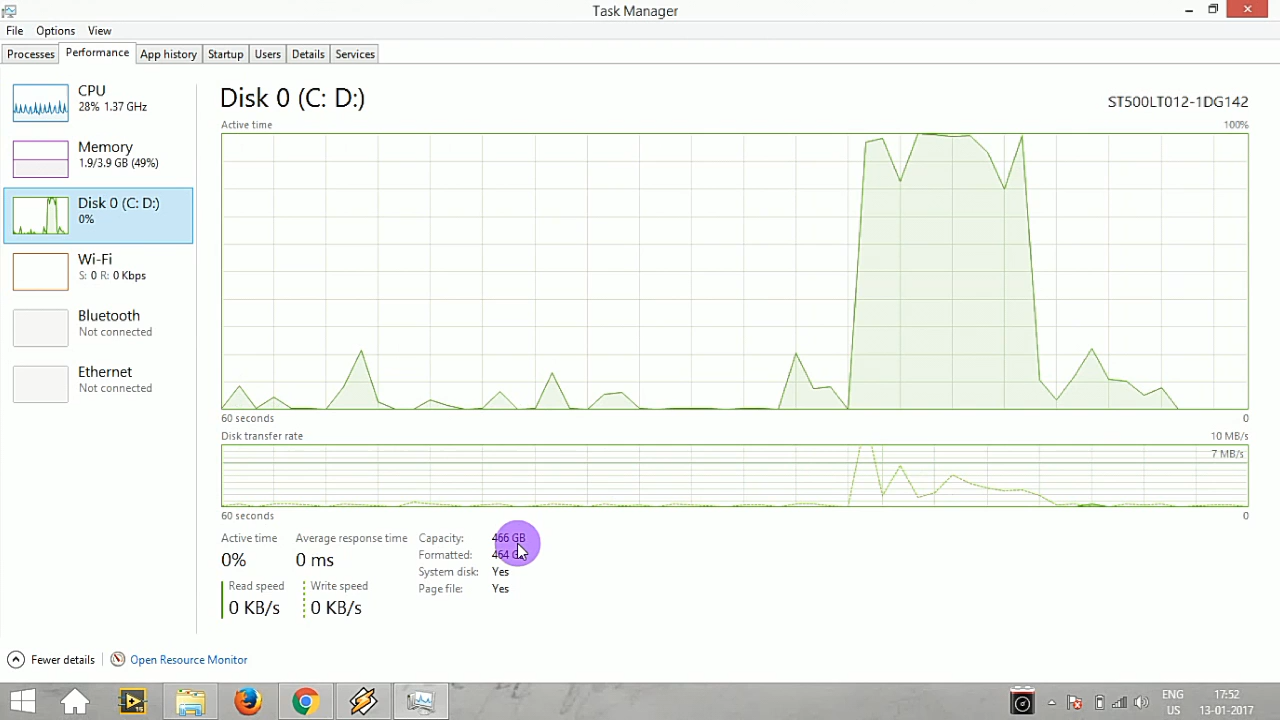 Task Manager
File Options View
Processes Performance App history Startup Users Details Services
CPU
28% 1.37 GHz
Memory
1.9/3.9 GB (49%)
Disk 0 (C: D:)
0%
Wi-Fi
S: 0 R: 0 Kbps
Bluetooth
Not connected
Ethernet
Not connected
Disk 0 (C: D:)
ST500LT012-1DG142
Active time 100%
60 seconds 0
Disk transfer rate 10 MB/s
7 MB/s
60 seconds 0
Active time
0%
Average response time
0 ms
Read speed
0 KB/s
Write speed
0 KB/s
Capacity: 466 GB
Formatted: 464 GB
System disk: Yes
Page file: Yes
Fewer details Open Resource Monitor
15
ENG
US
17:52
13-01-2017